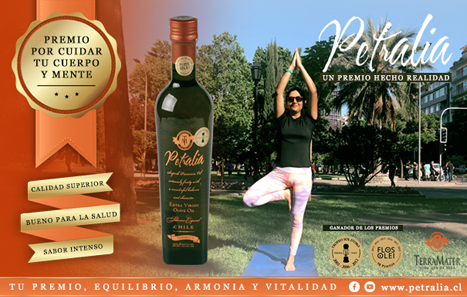 PREMIO
POR CUIDAR
TU CUERPO
Y MENTE
CALIDAD SUPERIOR
BUENO PARA LA SALUD
SABOR INTENSO
Petralia
EXTRA VIRGIN
OLIVE OIL
CHILE
Petralia
UN PREMIO HECHO REALIDAD
GANADOR DE LOS PREMIOS
FLOS
OLEI
TERRAMATER
TU PREMIO, EQUILIBRIO, ARMONIA Y VITALIDAD
www.petralia.cl